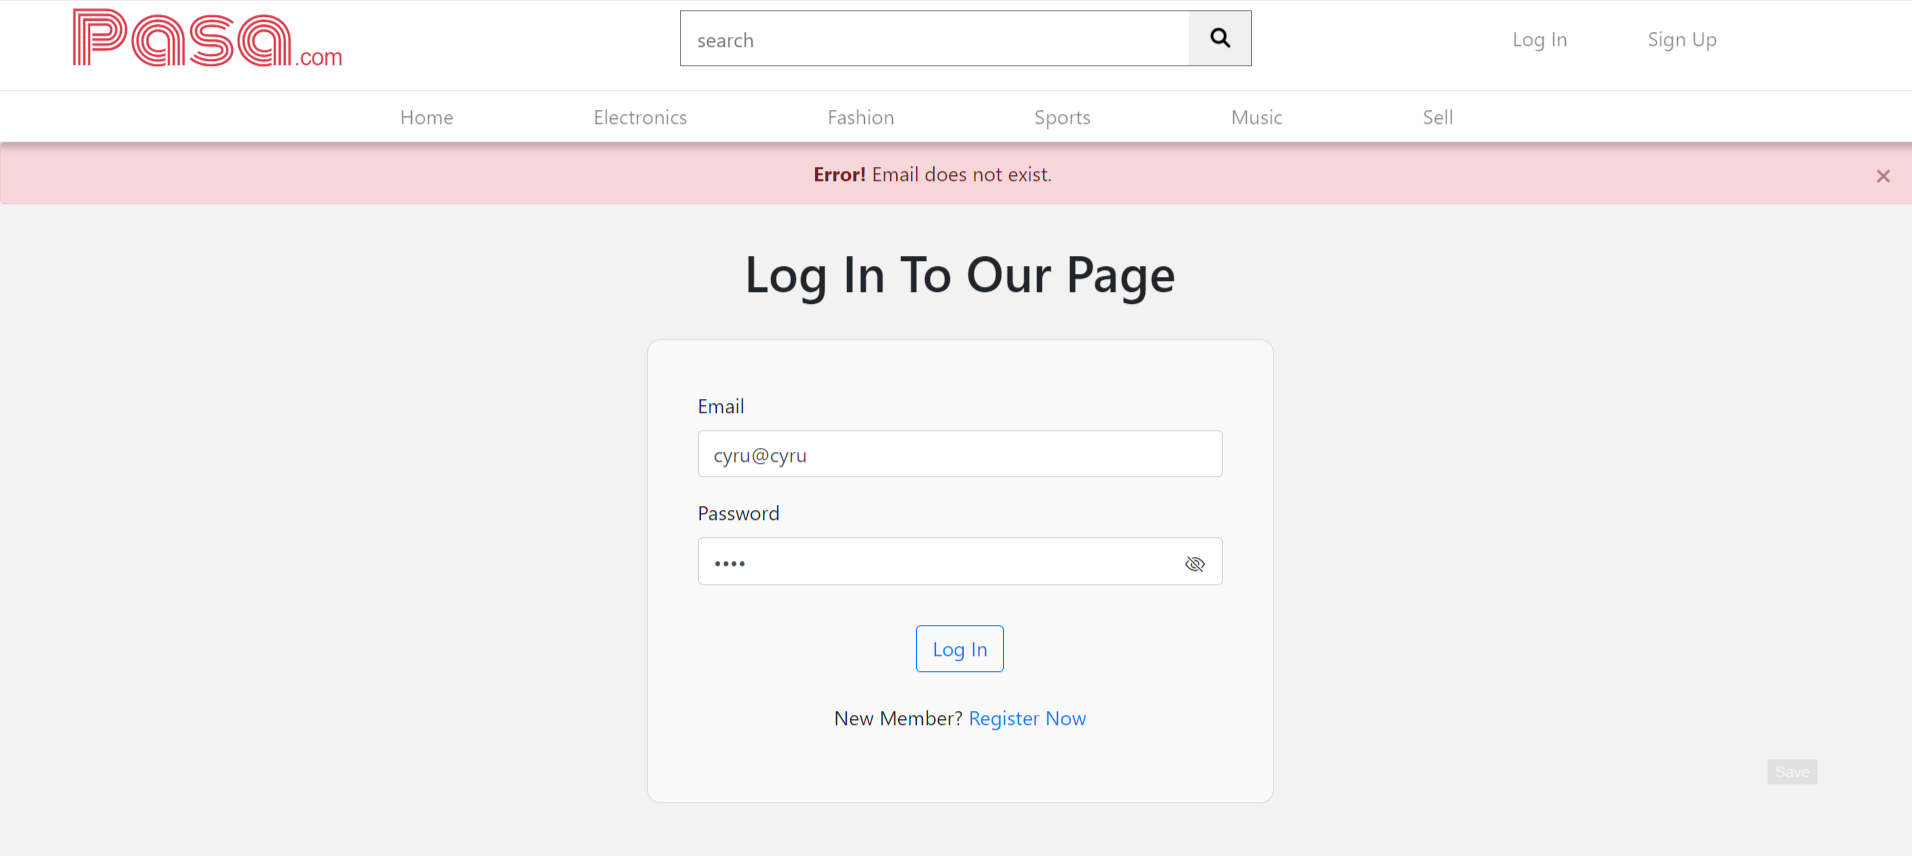 Pasa.com
search
Log In
Sign Up
Home
Electronics
Fashion
Sports
Music
Sell
Error! Email does not exist.
×
Log In To Our Page
Email
cyru@cyru
Password
••••
Log In
New Member? Register Now
Save